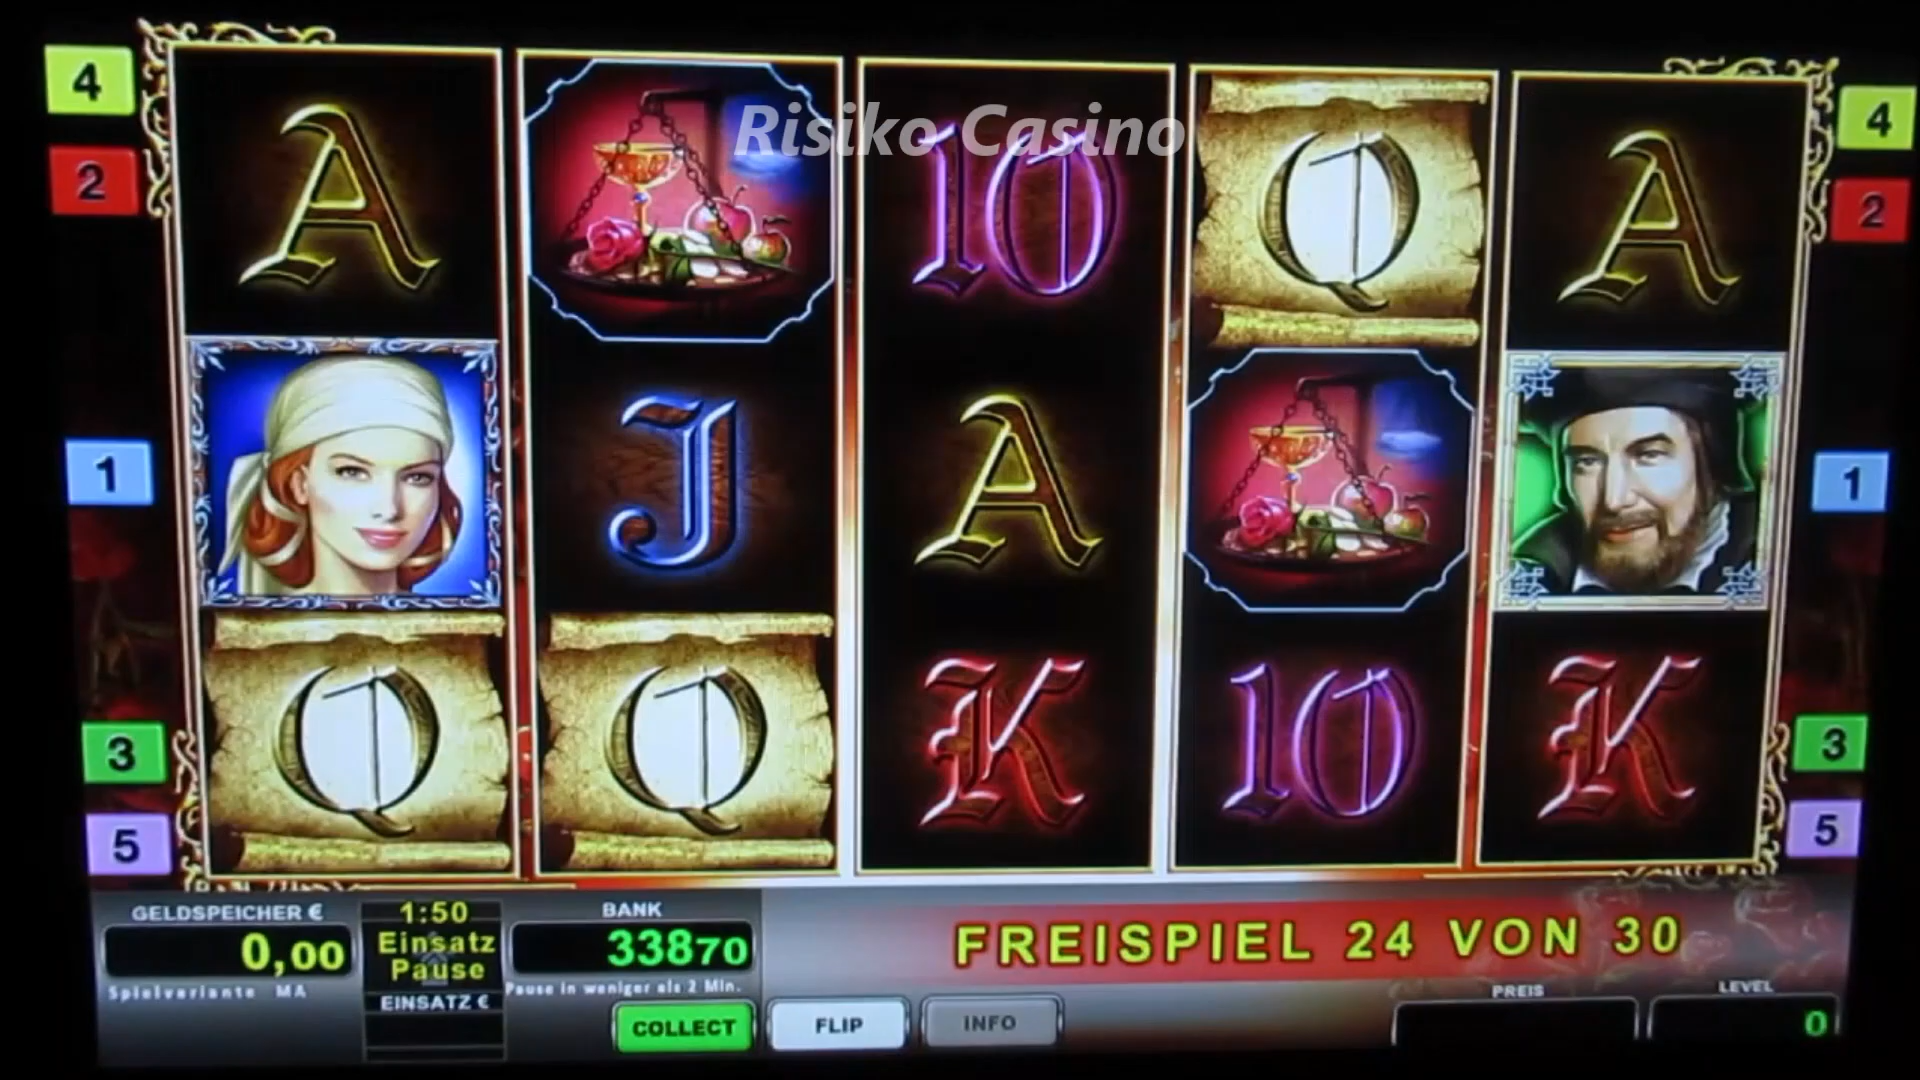 Risiko Casino
4 A 10 Q A 4
2 2
1 J A 1
3 Q Q K 10 K 3
5 5
GELDSPEICHER €
0,00
Spielvariante MA
1:50
Einsatz
Pause
EINSATZ €
BANK
33870
Pause in weniger als 2 Min.
FREISPIEL 24 VON 30
COLLECT
FLIP
INFO
PREIS
LEVEL
0